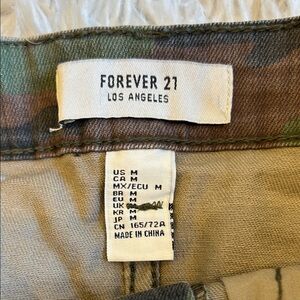 FOREVER 21
LOS ANGELES
US M
CA M
MX/ECU M
BR M
EU M
UK
KR M
JP M
CN 165/72A
MADE IN CHINA